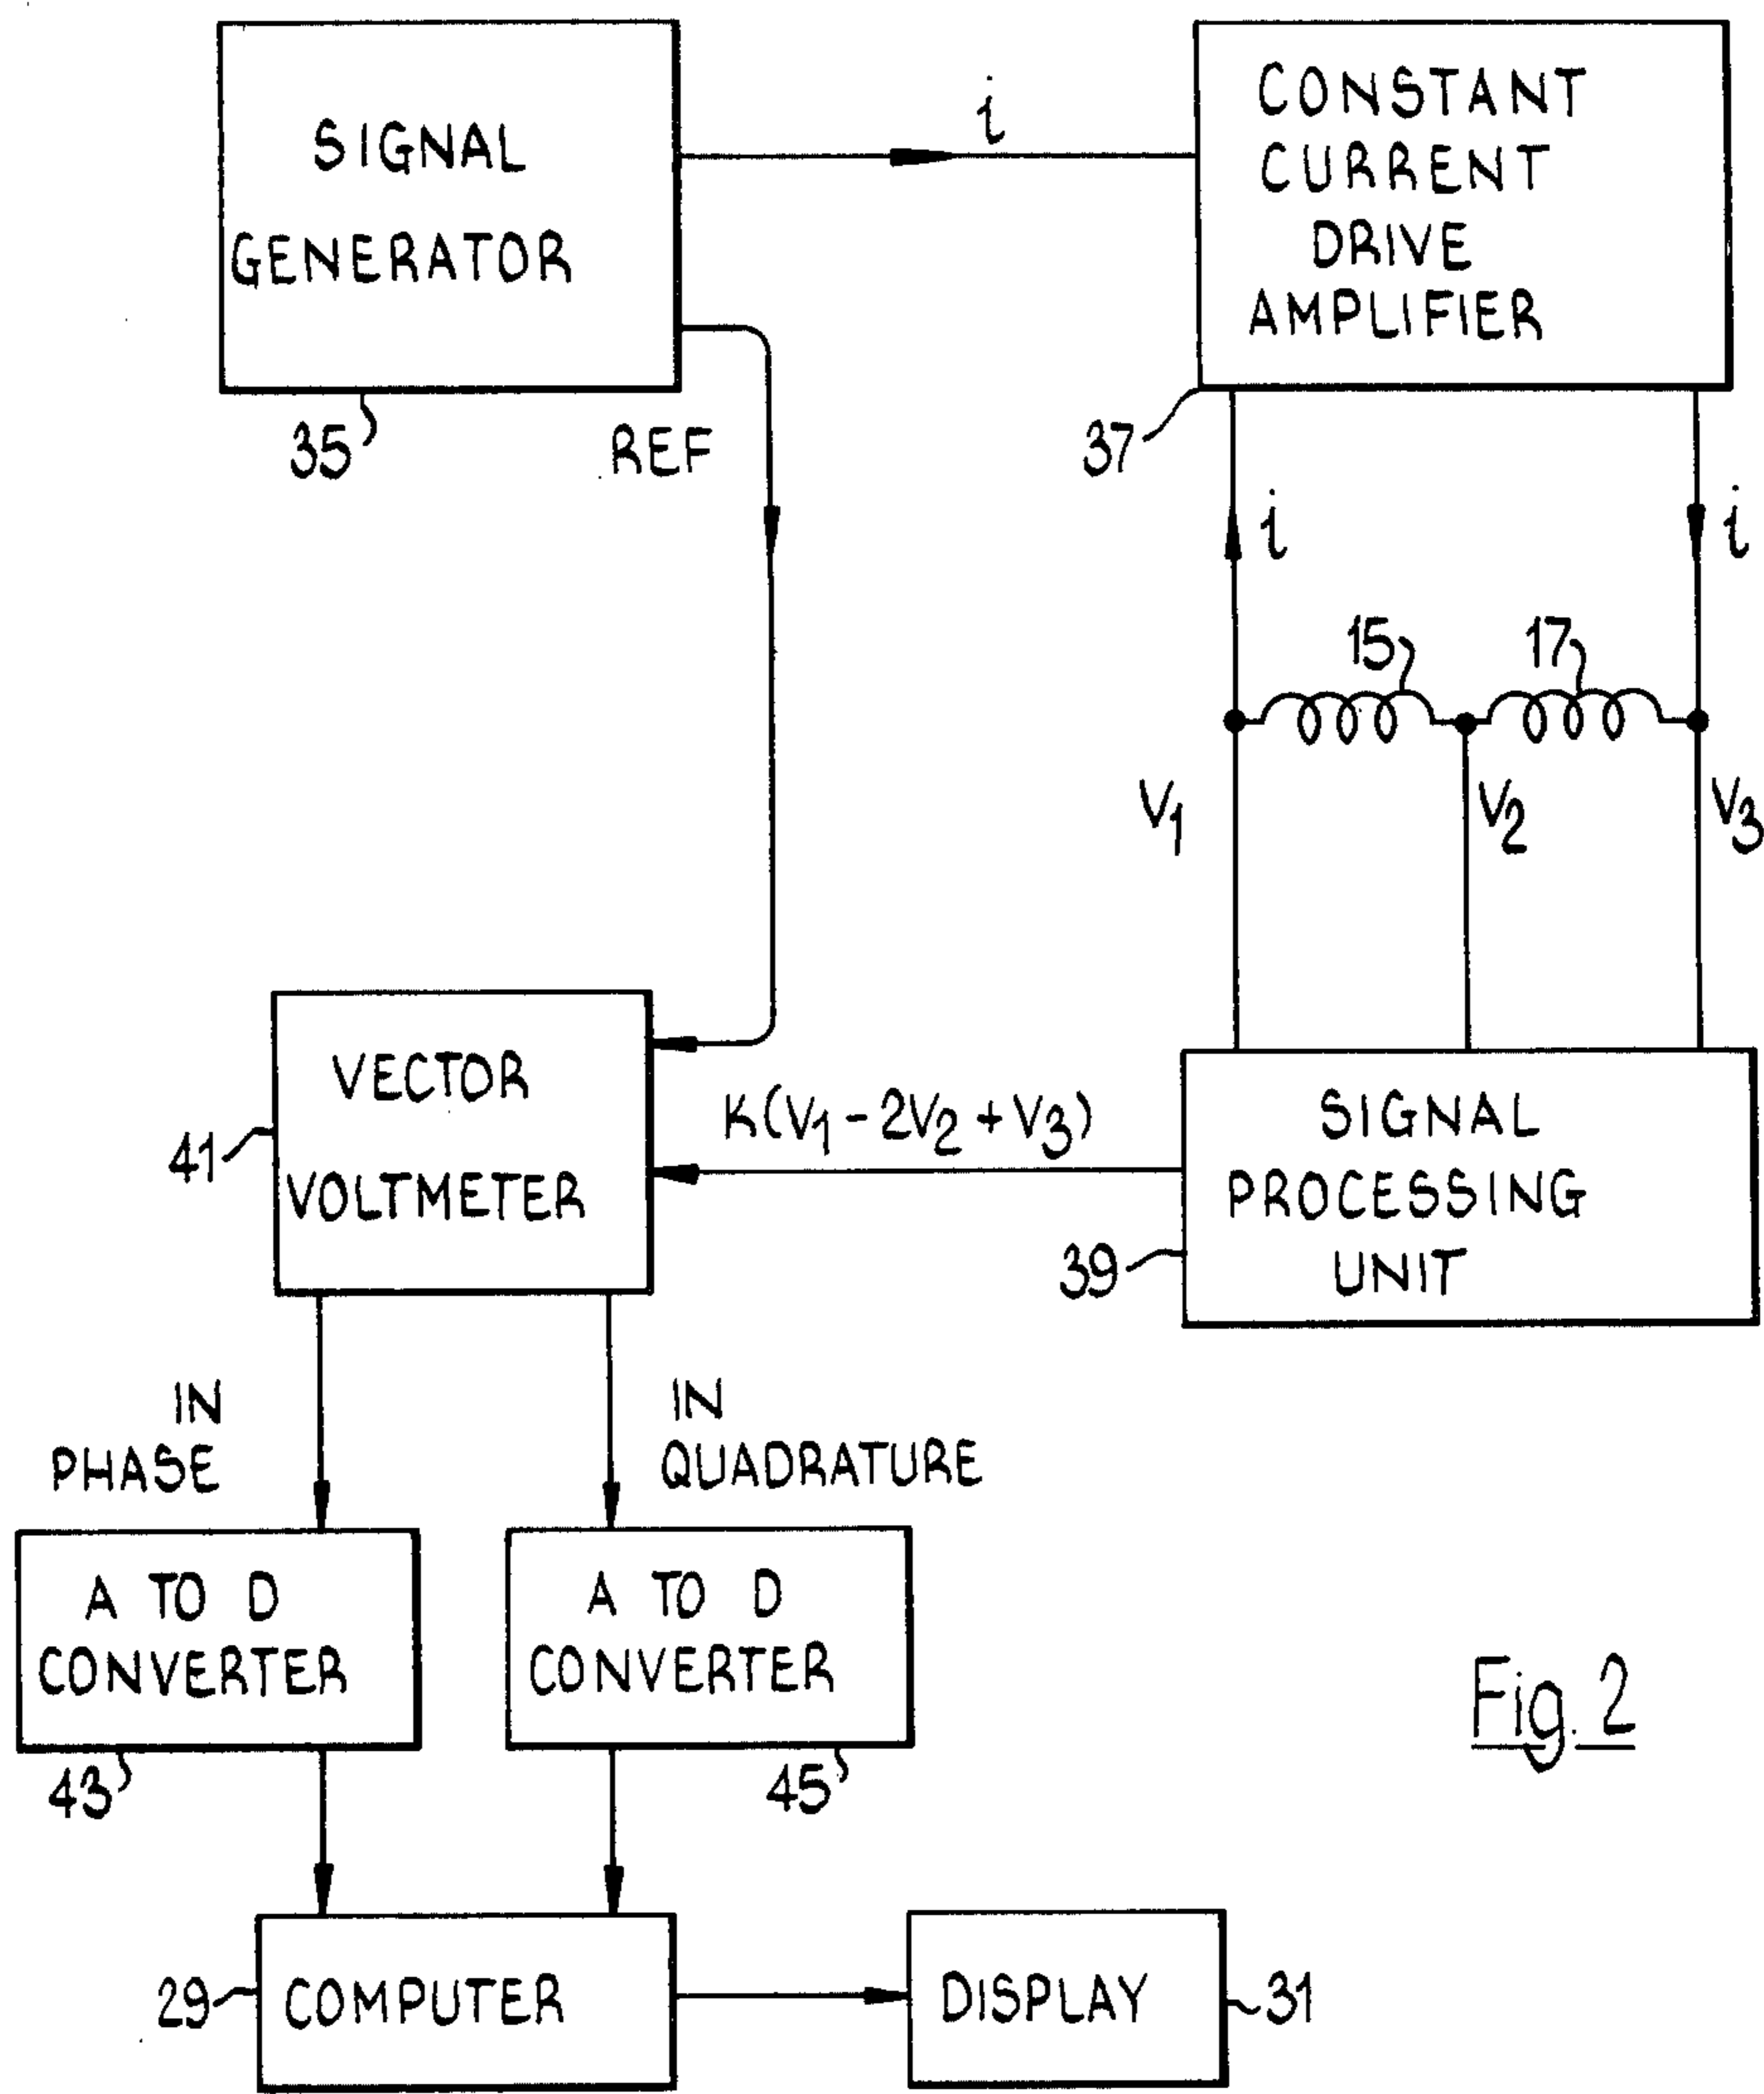 SIGNAL
GENERATOR
35
REF
i
CONSTANT
CURRENT
DRIVE
AMPLIFIER
37
i
i
15
17
V1
V2
V3
VECTOR
VOLTMETER
41
K(V1 - 2V2 + V3)
SIGNAL
PROCESSING
UNIT
39
IN
PHASE
IN
QUADRATURE
A TO D
CONVERTER
43
A TO D
CONVERTER
45
Fig. 2
29
COMPUTER
DISPLAY
31